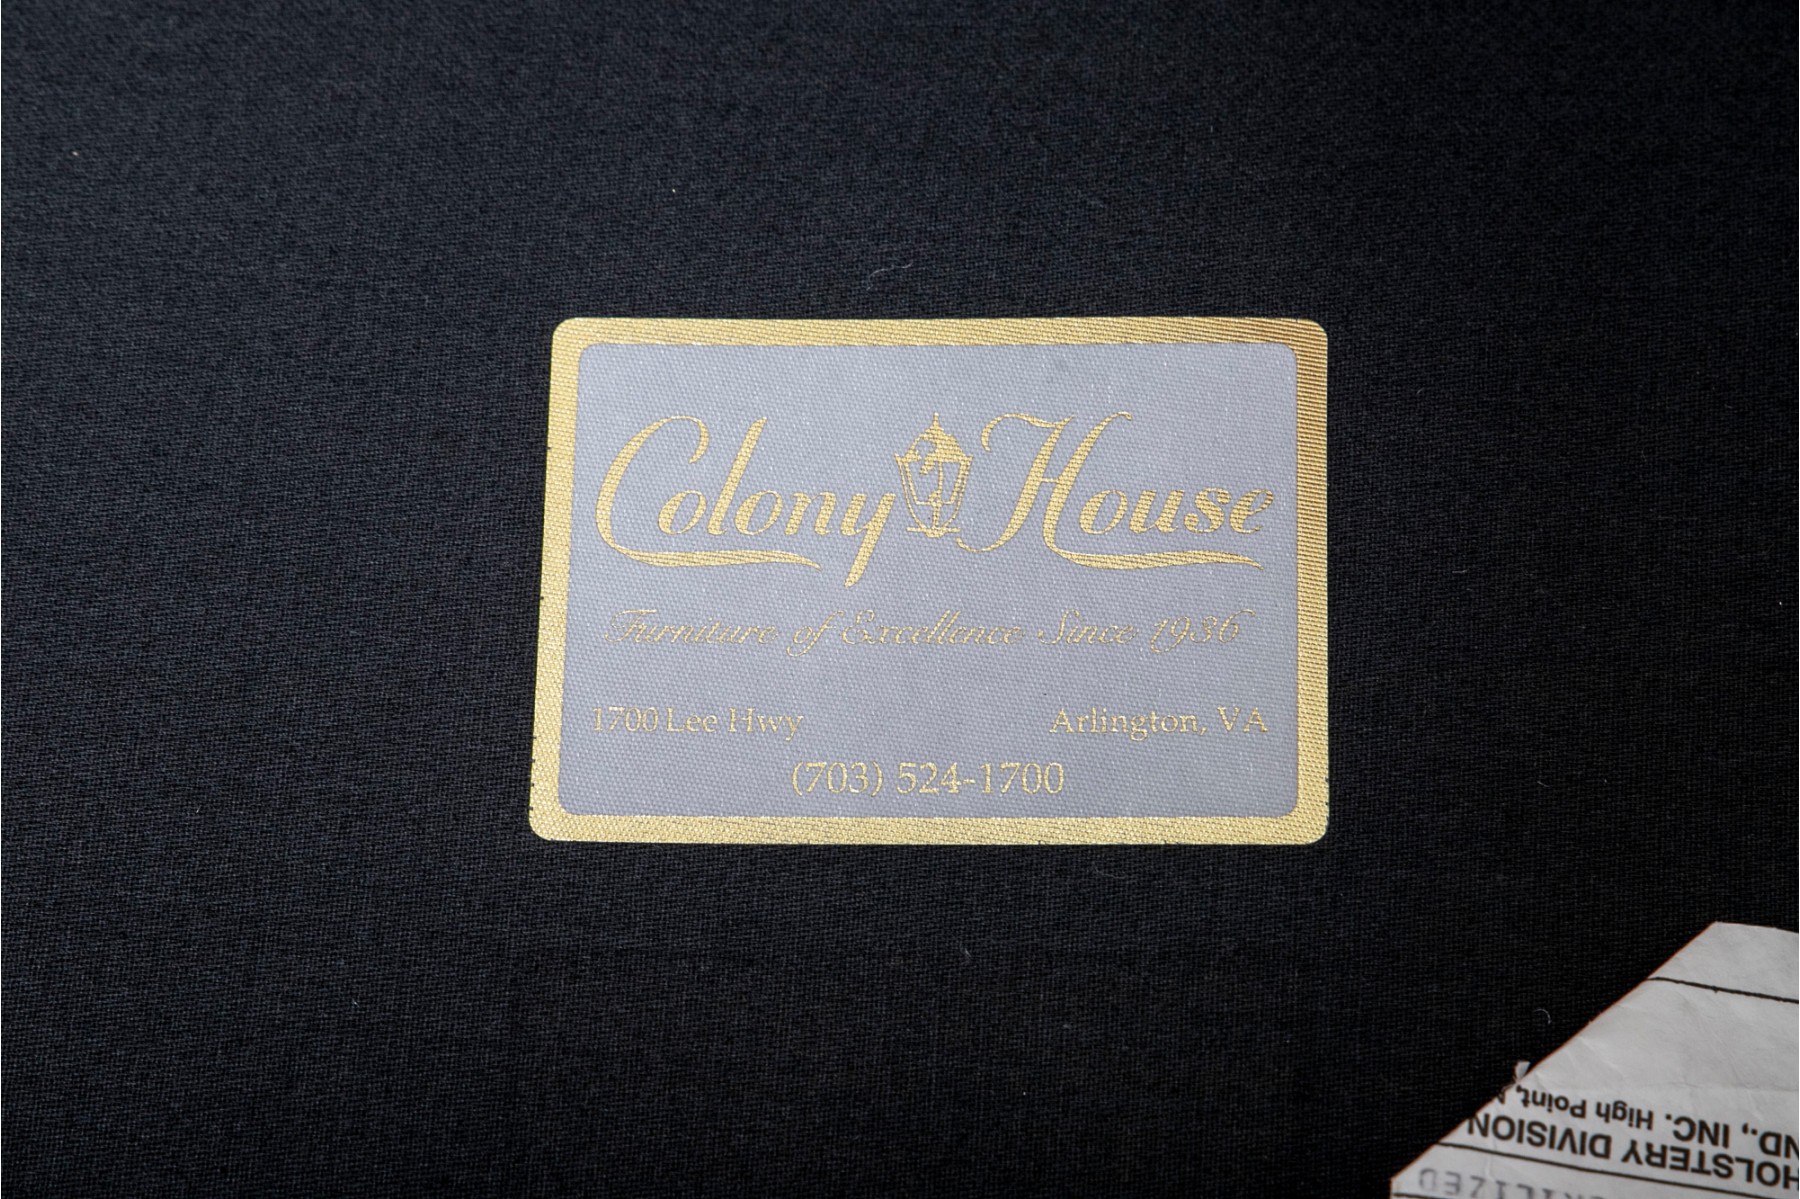 Colony House
Furniture of Excellence Since 1936
1700 Lee Hwy Arlington, VA
(703) 524-1700
HOLSTERY DIVISION
ND., INC. High Point,